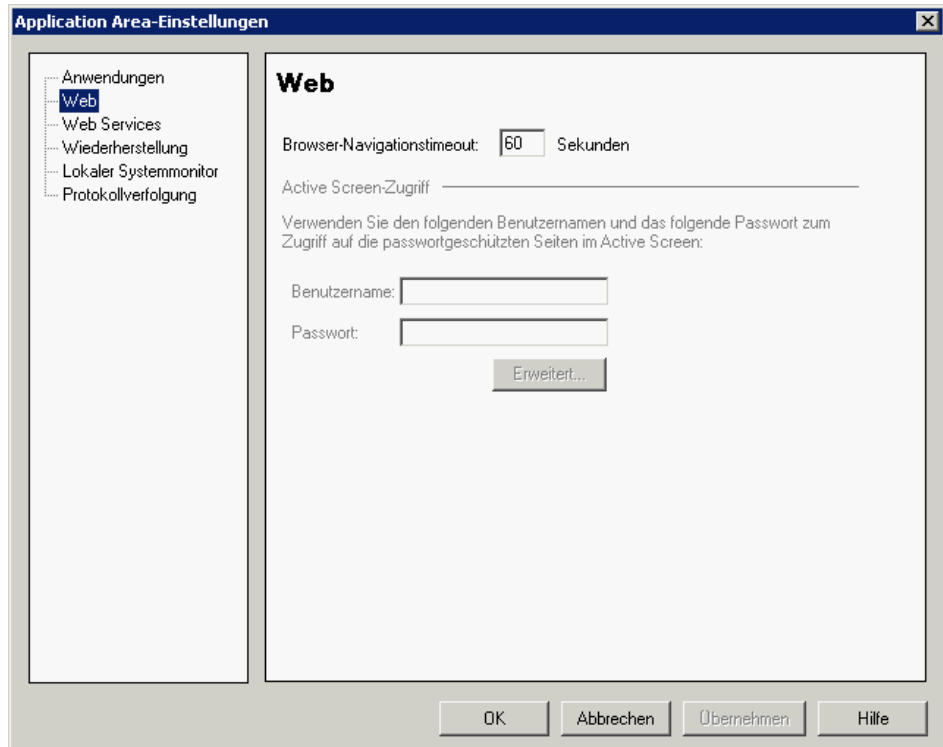 Application Area-Einstellungen
Anwendungen
Web
Web Services
Wiederherstellung
Lokaler Systemmonitor
Protokollverfolgung
Web
Browser-Navigationstimeout: 60 Sekunden
Active Screen-Zugriff
Verwenden Sie den folgenden Benutzernamen und das folgende Passwort zum
Zugriff auf die passwortgeschützten Seiten im Active Screen:
Benutzername:
Passwort:
Erweitert...
OK Abbrechen Übernehmen Hilfe